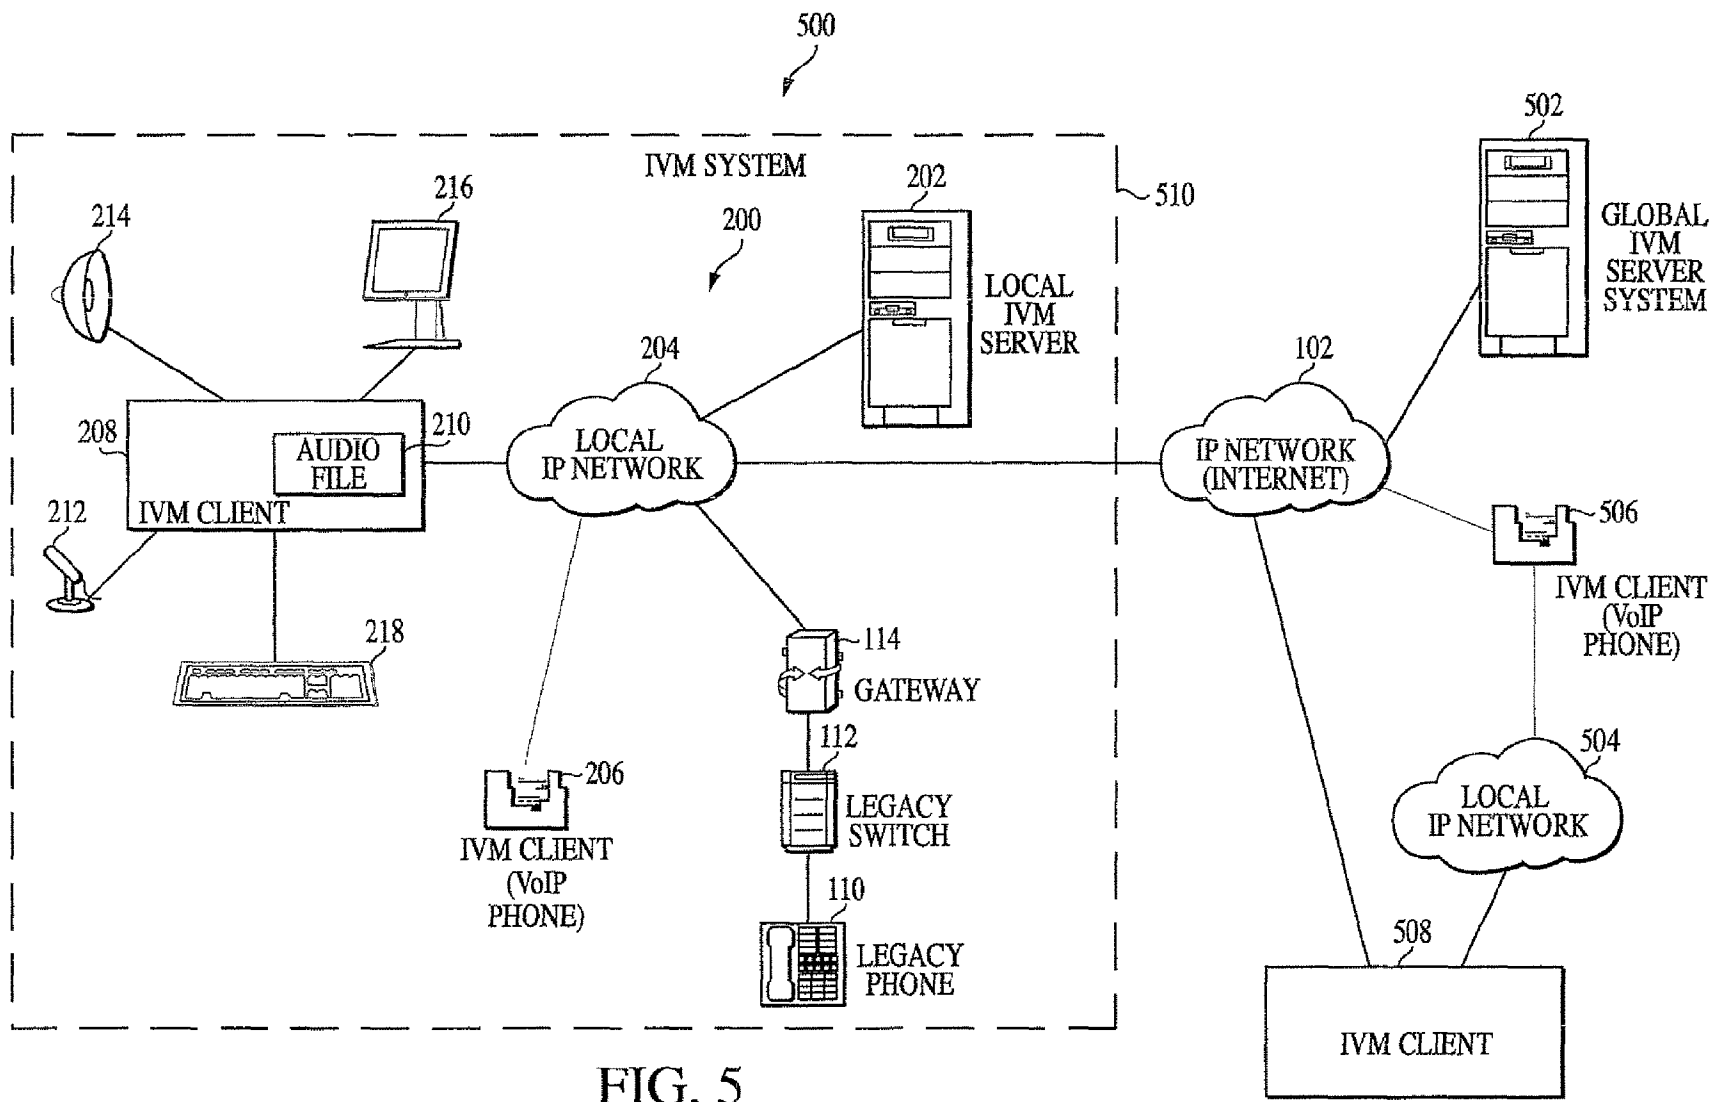 500
502
IVM SYSTEM
510
202
216
214
200
GLOBAL
IVM
SERVER
SYSTEM
LOCAL
IVM
SERVER
204
102
208
210
AUDIO
FILE
IVM CLIENT
LOCAL
IP NETWORK
IP NETWORK
(INTERNET)
212
506
IVM CLIENT
(VoIP
PHONE)
218
114
GATEWAY
112
504
206
LEGACY
SWITCH
LOCAL
IP NETWORK
IVM CLIENT
(VoIP
PHONE)
110
LEGACY
PHONE
508
IVM CLIENT
FIG. 5